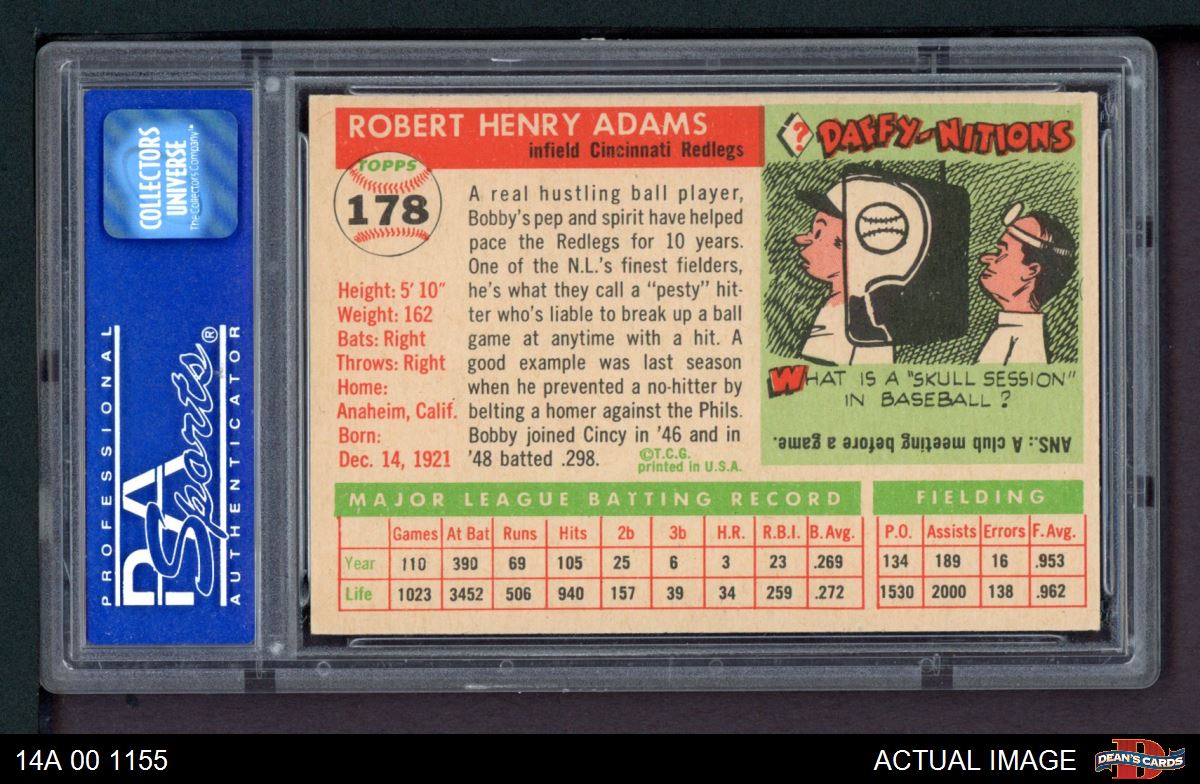 COLLECTORS
UNIVERSE
The Collectors Company™
PROFESSIONAL
PSA
Sports®
AUTHENTICATOR
ROBERT HENRY ADAMS
infield Cincinnati Redlegs
TOPPS
178
Height: 5' 10"
Weight: 162
Bats: Right
Throws: Right
Home:
Anaheim, Calif.
Born:
Dec. 14, 1921
A real hustling ball player,
Bobby's pep and spirit have helped
pace the Redlegs for 10 years.
One of the N.L.'s finest fielders,
he's what they call a "pesty" hit-
ter who's liable to break up a ball
game at anytime with a hit. A
good example was last season
when he prevented a no-hitter by
belting a homer against the Phils.
Bobby joined Cincy in '46 and in
'48 batted .298.
©T.C.G.
printed in U.S.A.
? DAFFY-NITIONS
WHAT IS A "SKULL SESSION"
IN BASEBALL?
ANS.: A club meeting before a game.
MAJOR LEAGUE BATTING RECORD
Games At Bat Runs Hits 2b 3b H.R. R.B.I. B. Avg.
Year 110 390 69 105 25 6 3 23 .269
Life 1023 3452 506 940 157 39 34 259 .272
FIELDING
P.O. Assists Errors F. Avg.
134 189 16 .953
1530 2000 138 .962
14A 00 1155
ACTUAL IMAGE
D
DEAN'S CARDS